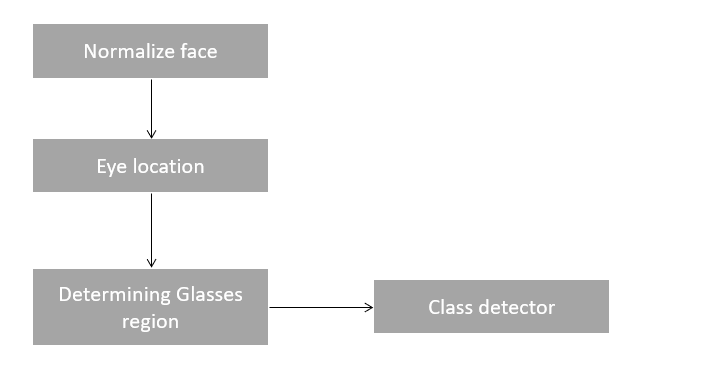 Normalize face
Eye location
Determining Glasses
region
Class detector